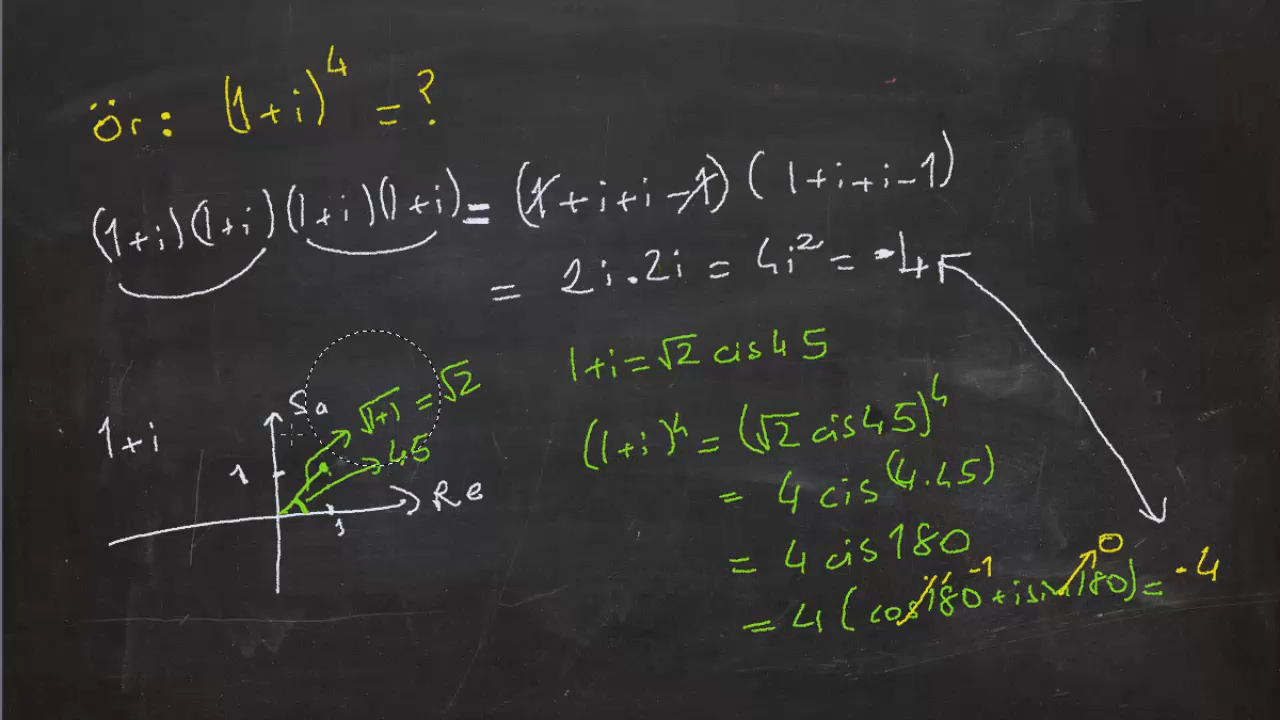 Ör: (1+i)^4 = ?
(1+i)(1+i)(1+i)(1+i) = (1+i+i-1)(1+i+i-1)
= 2i.2i = 4i² = -4
1+i
Sa
√1+1 = √2
45
1
Re
1
1+i = √2 cis45
(1+i)^4 = (√2 cis45)^4
= 4 cis(4.45)
= 4 cis180
= 4 (cos180 + isin180) = -4
-1
0